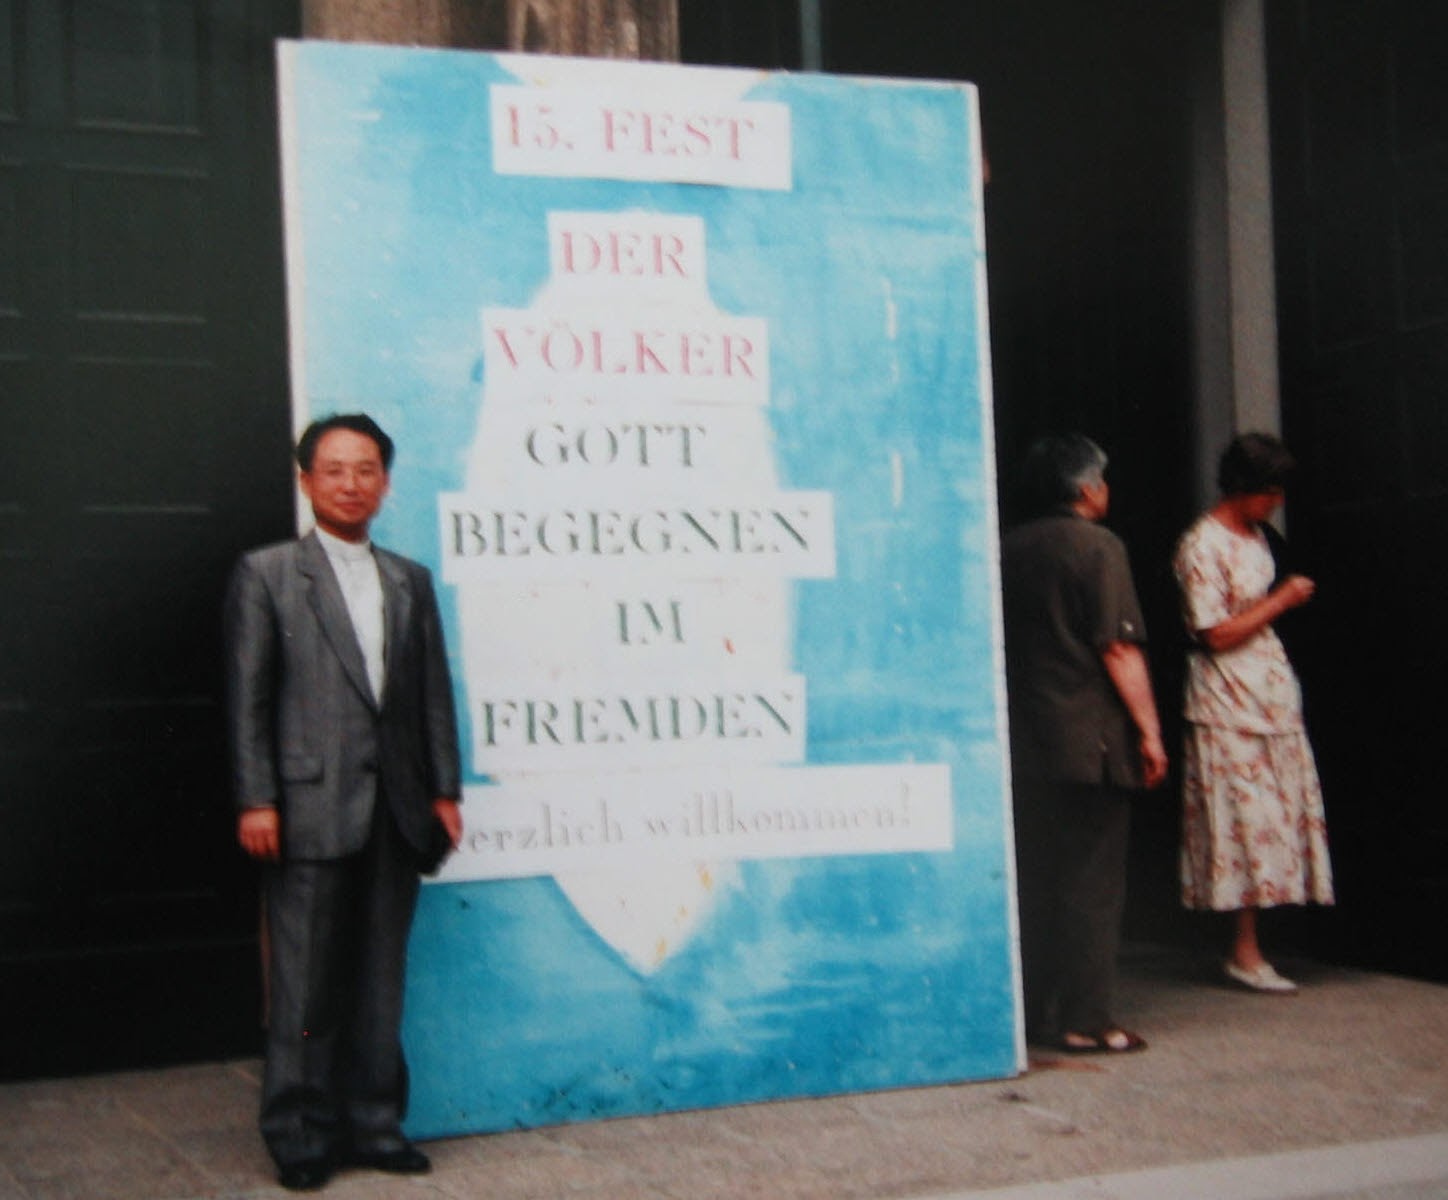 15. FEST
DER
VÖLKER
GOTT
BEGEGNEN
IM
FREMDEN
erzlich willkommen!